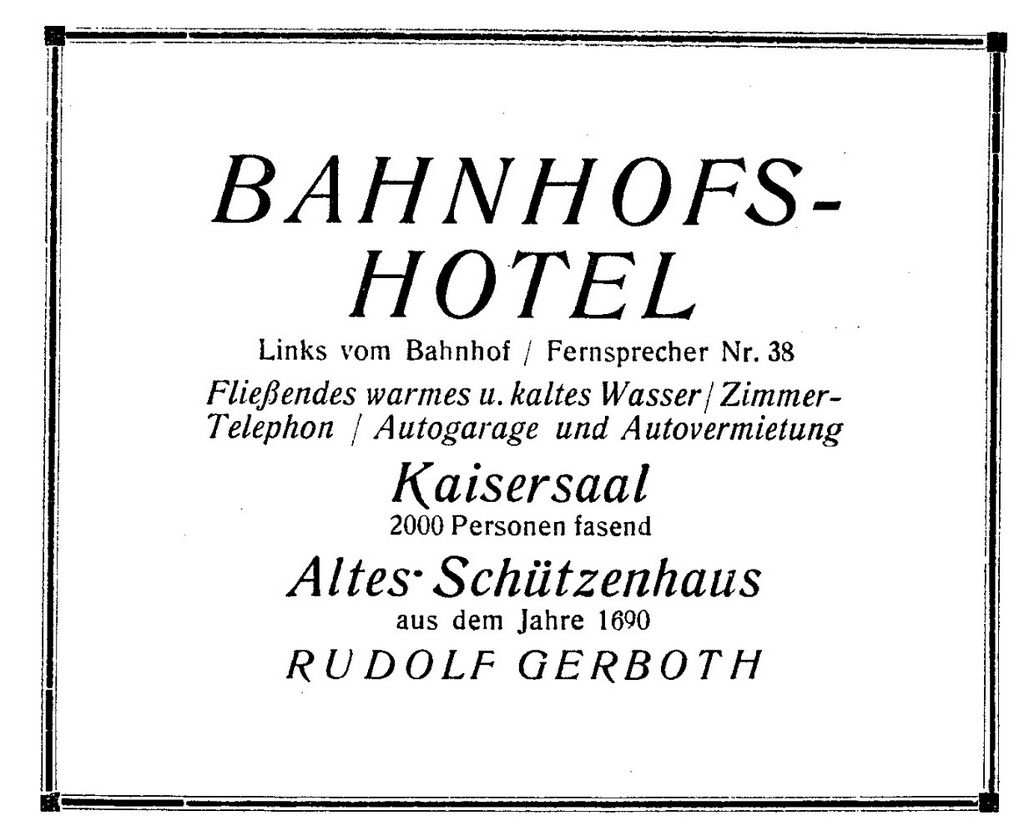 BAHNHOFS-
HOTEL
Links vom Bahnhof / Fernsprecher Nr. 38
Fließendes warmes u. kaltes Wasser / Zimmer-
Telephon / Autogarage und Autovermietung
Kaisersaal
2000 Personen fasend
Altes Schützenhaus
aus dem Jahre 1690
RUDOLF GERBOTH